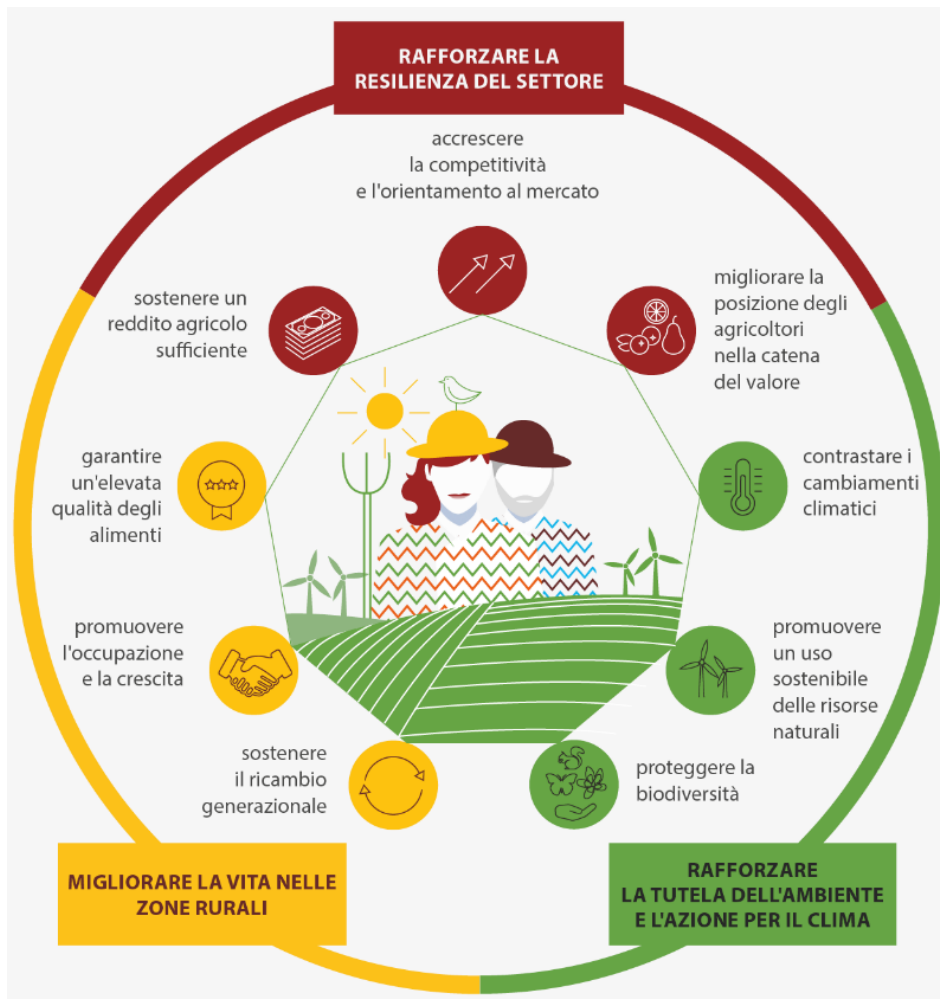 RAFFORZARE LA
RESILIENZA DEL SETTORE
accrescere
la competitività
e l'orientamento al mercato
sostenere un
reddito agricolo
sufficiente
migliorare la
posizione degli
agricoltori
nella catena
del valore
garantire
un'elevata
qualità degli
alimenti
contrastare i
cambiamenti
climatici
promuovere
l'occupazione
e la crescita
promuovere
un uso
sostenibile
delle risorse
naturali
sostenere
il ricambio
generazionale
proteggere la
biodiversità
MIGLIORARE LA VITA NELLE
ZONE RURALI
RAFFORZARE
LA TUTELA DELL'AMBIENTE
E L'AZIONE PER IL CLIMA